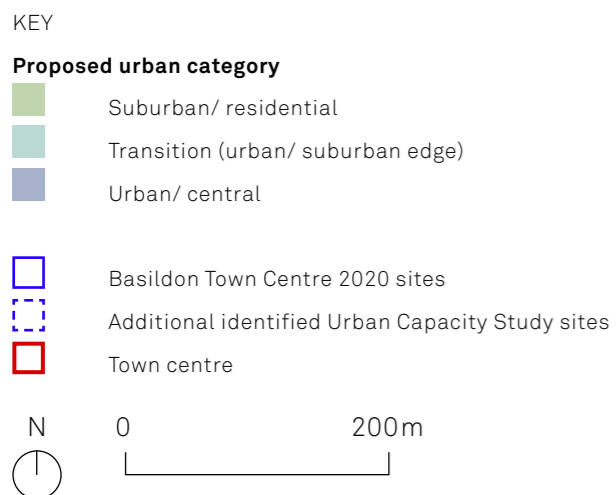 KEY
Proposed urban category
Suburban/ residential
Transition (urban/ suburban edge)
Urban/ central
Basildon Town Centre 2020 sites
Additional identified Urban Capacity Study sites
Town centre
N 0 200m